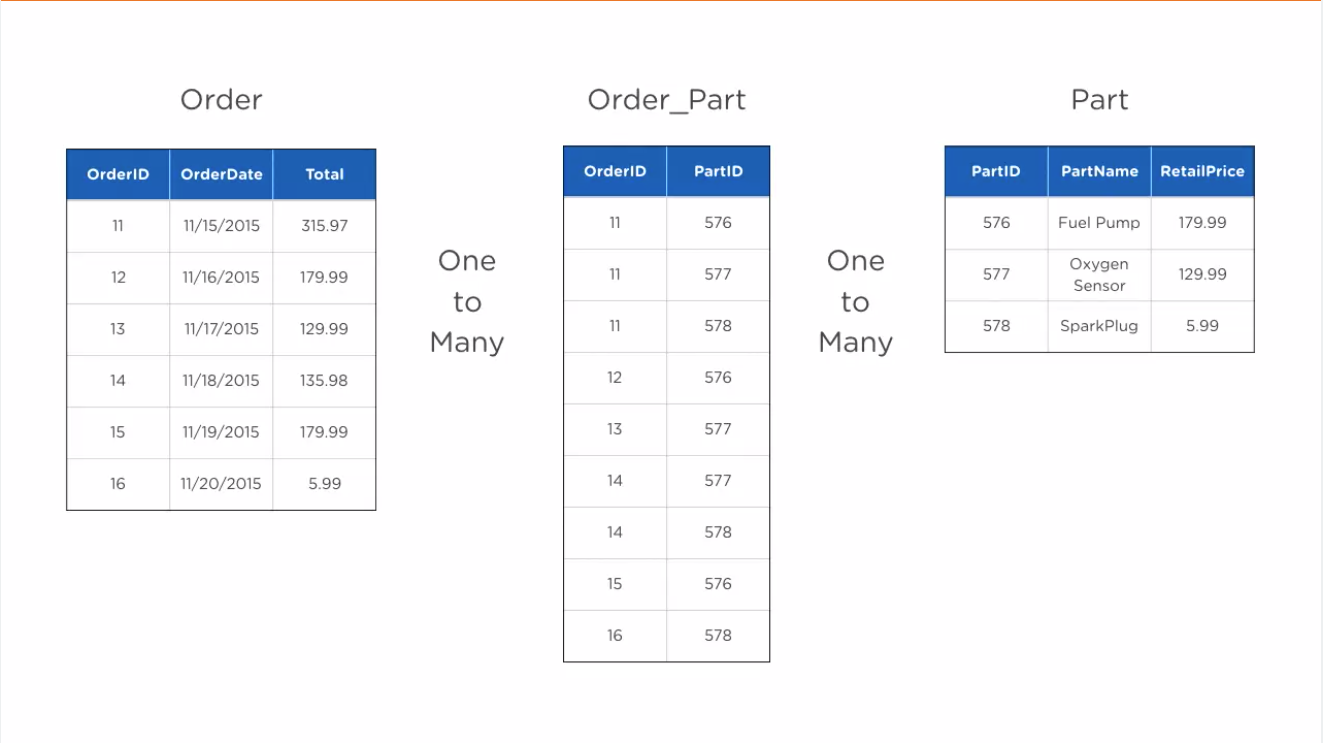 Order
OrderID OrderDate Total
11 11/15/2015 315.97
12 11/16/2015 179.99
13 11/17/2015 129.99
14 11/18/2015 135.98
15 11/19/2015 179.99
16 11/20/2015 5.99
One
to
Many
Order_Part
OrderID PartID
11 576
11 577
11 578
12 576
13 577
14 577
14 578
15 576
16 578
One
to
Many
Part
PartID PartName RetailPrice
576 Fuel Pump 179.99
577 Oxygen Sensor 129.99
578 SparkPlug 5.99